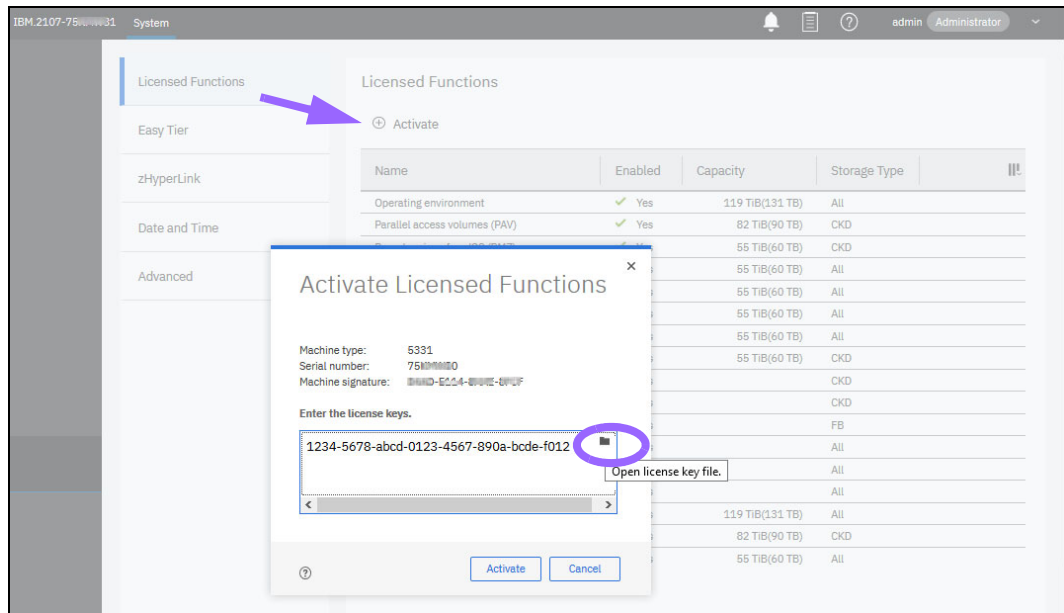 System
admin Administrator
Licensed Functions
Easy Tier
zHyperLink
Date and Time
Advanced
Licensed Functions
Activate
Name Enabled Capacity Storage Type
Operating environment Yes 119 TiB(131 TB) All
Parallel access volumes (PAV) Yes 82 TiB(90 TB) CKD
55 TiB(60 TB) CKD
55 TiB(60 TB) All
55 TiB(60 TB) All
55 TiB(60 TB) All
55 TiB(60 TB) All
55 TiB(60 TB) CKD
CKD
CKD
FB
All
All
All
119 TiB(131 TB) All
82 TiB(90 TB) CKD
55 TiB(60 TB) All
Activate Licensed Functions
Machine type: 5331
Serial number:
Machine signature:
Enter the license keys.
1234-5678-abcd-0123-4567-890a-bcde-f012
Open license key file.
Activate Cancel